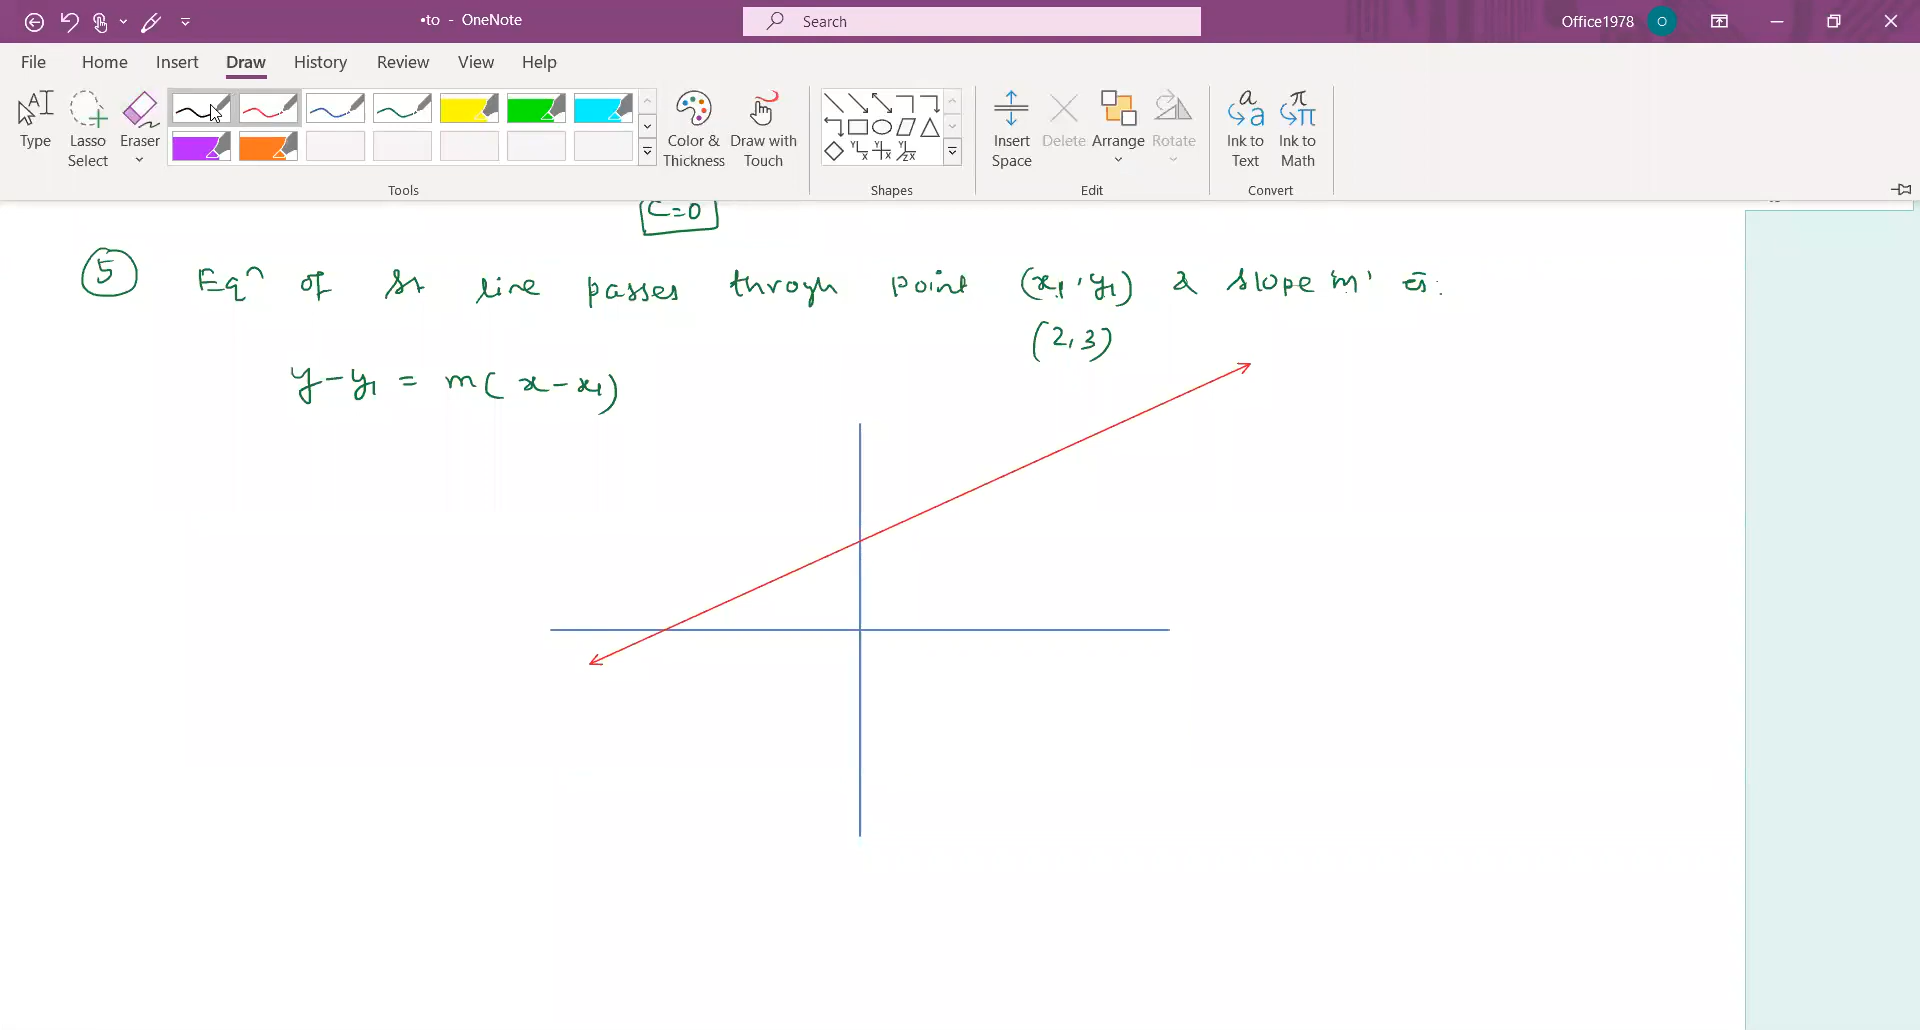 •to - OneNote
Search
Office1978
O
File Home Insert Draw History Review View Help
Type
Lasso Select
Eraser
Color & Thickness
Draw with Touch
Insert Space
Delete
Arrange
Rotate
Ink to Text
Ink to Math
Tools
Shapes
Edit
Convert
C=0
5 Eqⁿ of st line passes throgh point (x₁, y₁) & slope 'm' is:
(2,3)
y-y₁ = m(x-x₁)